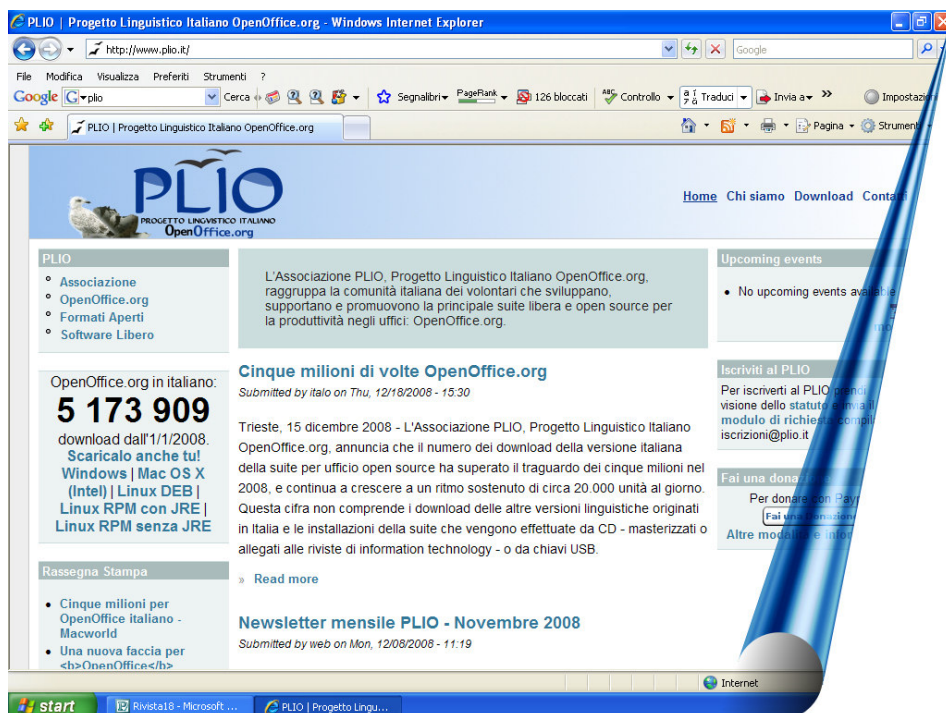 PLIO | Progetto Linguistico Italiano OpenOffice.org - Windows Internet Explorer
http://www.plio.it/
Google
File Modifica Visualizza Preferiti Strumenti ?
Google G plio Cerca Segnalibri PageRank 126 bloccati Controllo Traduci Invia a Impostazioni
PLIO | Progetto Linguistico Italiano OpenOffice.org
Pagina Strumenti
PLIO
PROGETTO LINGVISTICO ITALIANO
OpenOffice.org
Home Chi siamo Download Contatti
PLIO
Associazione
OpenOffice.org
Formati Aperti
Software Libero
OpenOffice.org in italiano:
5 173 909
download dall'1/1/2008.
Scaricalo anche tu!
Windows | Mac OS X
(Intel) | Linux DEB |
Linux RPM con JRE |
Linux RPM senza JRE
Rassegna Stampa
Cinque milioni per
OpenOffice italiano -
Macworld
Una nuova faccia per
<b>OpenOffice</b>
L'Associazione PLIO, Progetto Linguistico Italiano OpenOffice.org,
raggruppa la comunità italiana dei volontari che sviluppano,
supportano e promuovono la principale suite libera e open source per
la produttività negli uffici: OpenOffice.org.
Cinque milioni di volte OpenOffice.org
Submitted by italo on Thu, 12/18/2008 - 15:30
Trieste, 15 dicembre 2008 - L'Associazione PLIO, Progetto Linguistico Italiano
OpenOffice.org, annuncia che il numero dei download della versione italiana
della suite per ufficio open source ha superato il traguardo dei cinque milioni nel
2008, e continua a crescere a un ritmo sostenuto di circa 20.000 unità al giorno.
Questa cifra non comprende i download delle altre versioni linguistiche originati
in Italia e le installazioni della suite che vengono effettuate da CD - masterizzati o
allegati alle riviste di information technology - o da chiavi USB.
» Read more
Newsletter mensile PLIO - Novembre 2008
Submitted by web on Mon, 12/08/2008 - 11:19
Upcoming events
No upcoming events available
Iscriviti al PLIO
Per iscriverti al PLIO prendi
visione dello statuto e invia il
modulo di richiesta
iscrizioni@plio.it
Fai una
Per donare con
Fai una Donazione
Altre modalità e
Internet
start Rivista18 - Microsoft ... PLIO | Progetto Lingu...